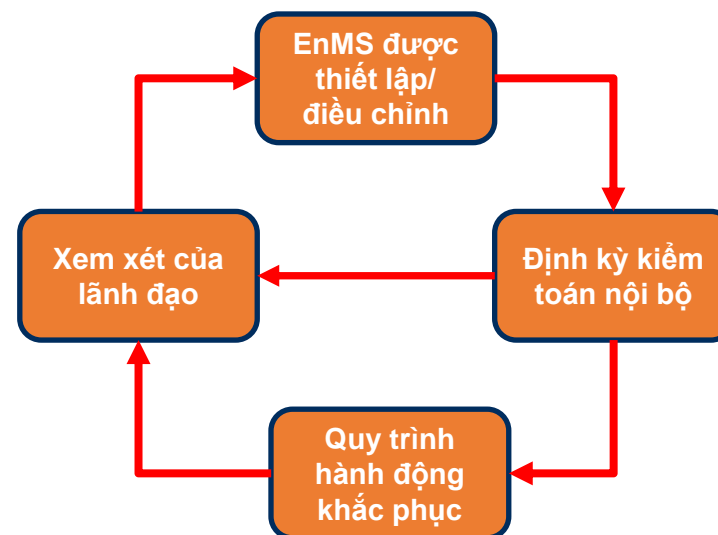 EnMS được
thiết lập/
điều chỉnh
Xem xét của
lãnh đạo
Định kỳ kiểm
toán nội bộ
Quy trình
hành động
khắc phục